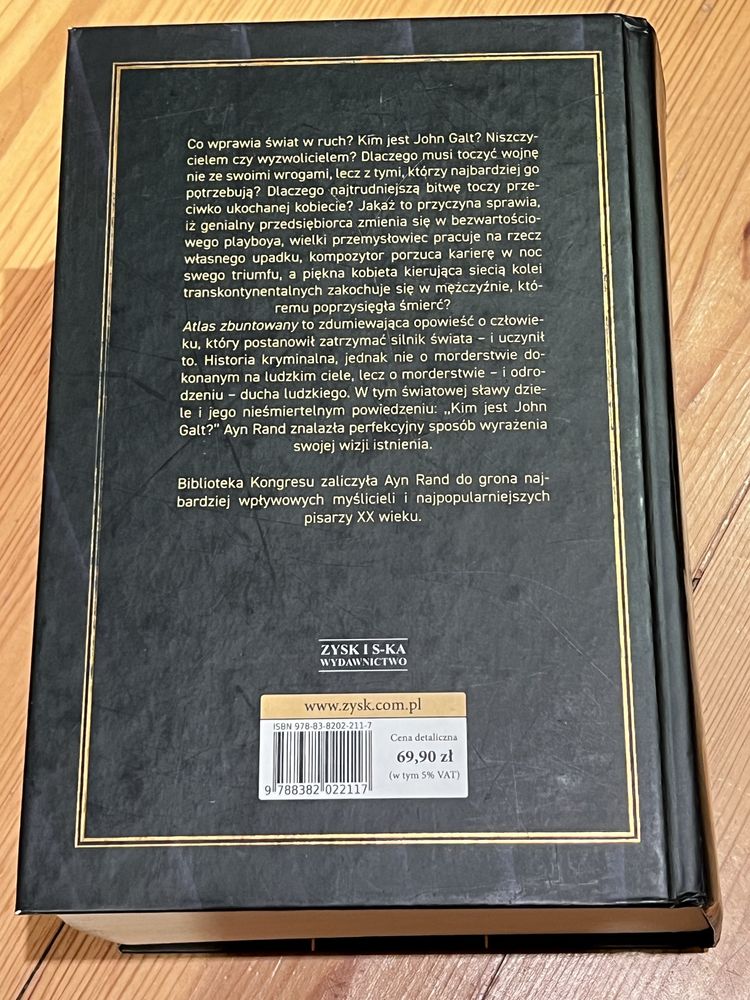 Co wprawia świat w ruch? Kim jest John Galt? Niszczy-
cielem czy wyzwolicielem? Dlaczego musi toczyć wojnę
nie ze swoimi wrogami, lecz z tymi, którzy najbardziej go
potrzebują? Dlaczego najtrudniejszą bitwę toczy prze-
ciwko ukochanej kobiecie? Jakaż to przyczyna sprawia,
iż genialny przedsiębiorca zmienia się w bezwartościo-
wego playboya, wielki przemysłowiec pracuje na rzecz
własnego upadku, kompozytor porzuca karierę w noc
swego triumfu, a piękna kobieta kierująca siecią kolei
transkontynentalnych zakochuje się w mężczyźnie, któ-
remu poprzysięgła śmierć?
Atlas zbuntowany to zdumiewająca opowieść o człowie-
ku, który postanowił zatrzymać silnik świata – i uczynił
to. Historia kryminalna, jednak nie o morderstwie do-
konanym na ludzkim ciele, lecz o morderstwie – i odro-
dzeniu – ducha ludzkiego. W tym światowej sławy dzie-
le i jego nieśmiertelnym powiedzeniu: „Kim jest John
Galt?” Ayn Rand znalazła perfekcyjny sposób wyrażenia
swojej wizji istnienia.
Biblioteka Kongresu zaliczyła Ayn Rand do grona naj-
bardziej wpływowych myślicieli i najpopularniejszych
pisarzy XX wieku.
ZYSK I S-KA
WYDAWNICTWO
www.zysk.com.pl
ISBN 978-83-8202-211-7
9 788382 022117
Cena detaliczna
69,90 zł
(w tym 5% VAT)